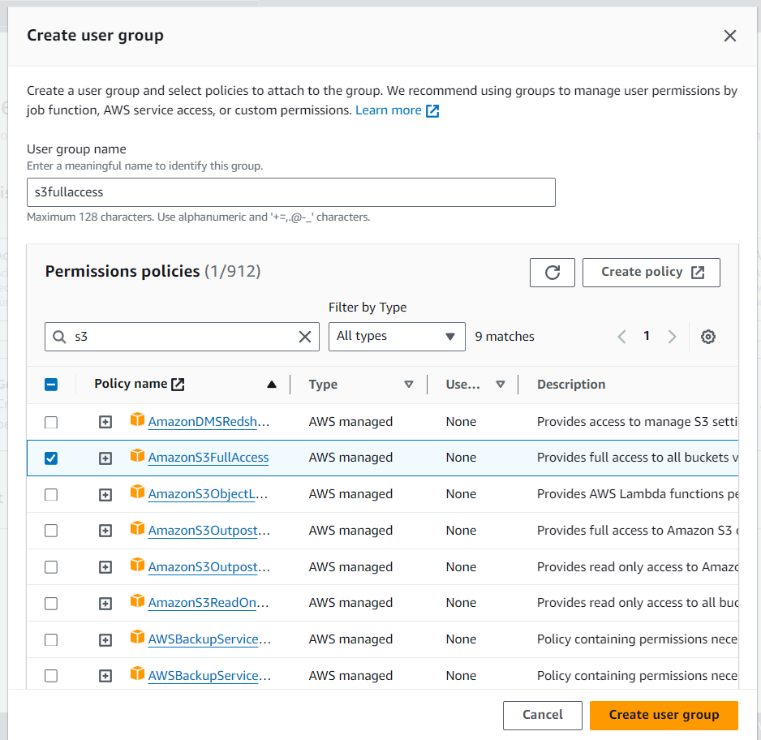 Create user group
Create a user group and select policies to attach to the group. We recommend using groups to manage user permissions by
job function, AWS service access, or custom permissions. Learn more
User group name
Enter a meaningful name to identify this group.
s3fullaccess
Maximum 128 characters. Use alphanumeric and '+=,.@-_' characters.
Permissions policies (1/912)
Create policy
Filter by Type
s3
All types
9 matches
1
Policy name Type Use... Description
AmazonDMSRedsh... AWS managed None Provides access to manage S3 setti
AmazonS3FullAccess AWS managed None Provides full access to all buckets v
AmazonS3ObjectL... AWS managed None Provides AWS Lambda functions pe
AmazonS3Outpost... AWS managed None Provides full access to Amazon S3 o
AmazonS3Outpost... AWS managed None Provides read only access to Amazo
AmazonS3ReadOn... AWS managed None Provides read only access to all buc
AWSBackupService... AWS managed None Policy containing permissions nece
AWSBackupService... AWS managed None Policy containing permissions nece
Cancel
Create user group